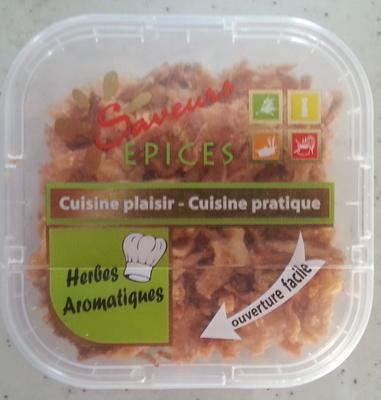 Saveurs
EPICES
Cuisine plaisir - Cuisine pratique
Herbes
Aromatiques
ouverture facile